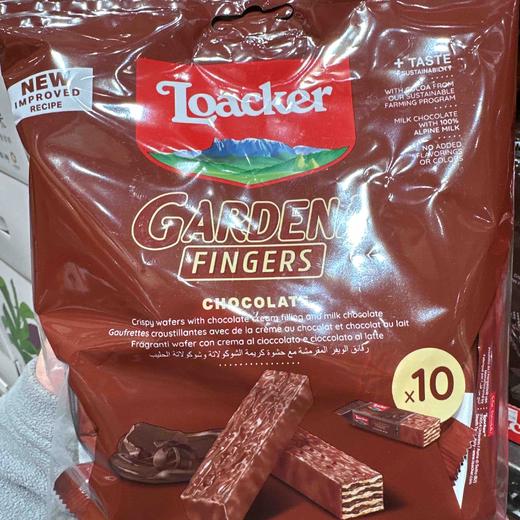 NEW
IMPROVED
RECIPE
Loacker
+ TASTE
SUSTAINABILITY
WITH COCOA FROM
OUR SUSTAINABLE
FARMING PROGRAM
MILK CHOCOLATE
WITH 100%
ALPINE MILK
NO ADDED
FLAVORINGS
OR COLORS
GARDENA
FINGERS
CHOCOLATE
Crispy wafers with chocolate cream filling and milk chocolate
Gaufrettes croustillantes avec de la crème au chocolat et chocolat au lait
Fragranti wafer con crema al cioccolato e cioccolato al latte
رقائق الويفر المقرمشة مع حشوة كريمة الشوكولاتة وشوكولاتة الحليب
x10
Loacker